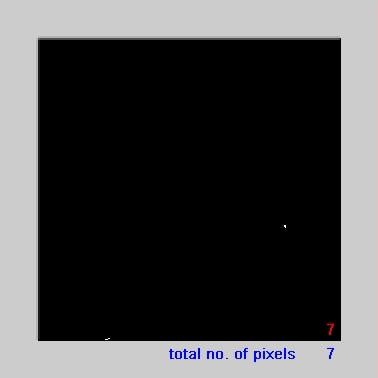 7
total no. of pixels 7